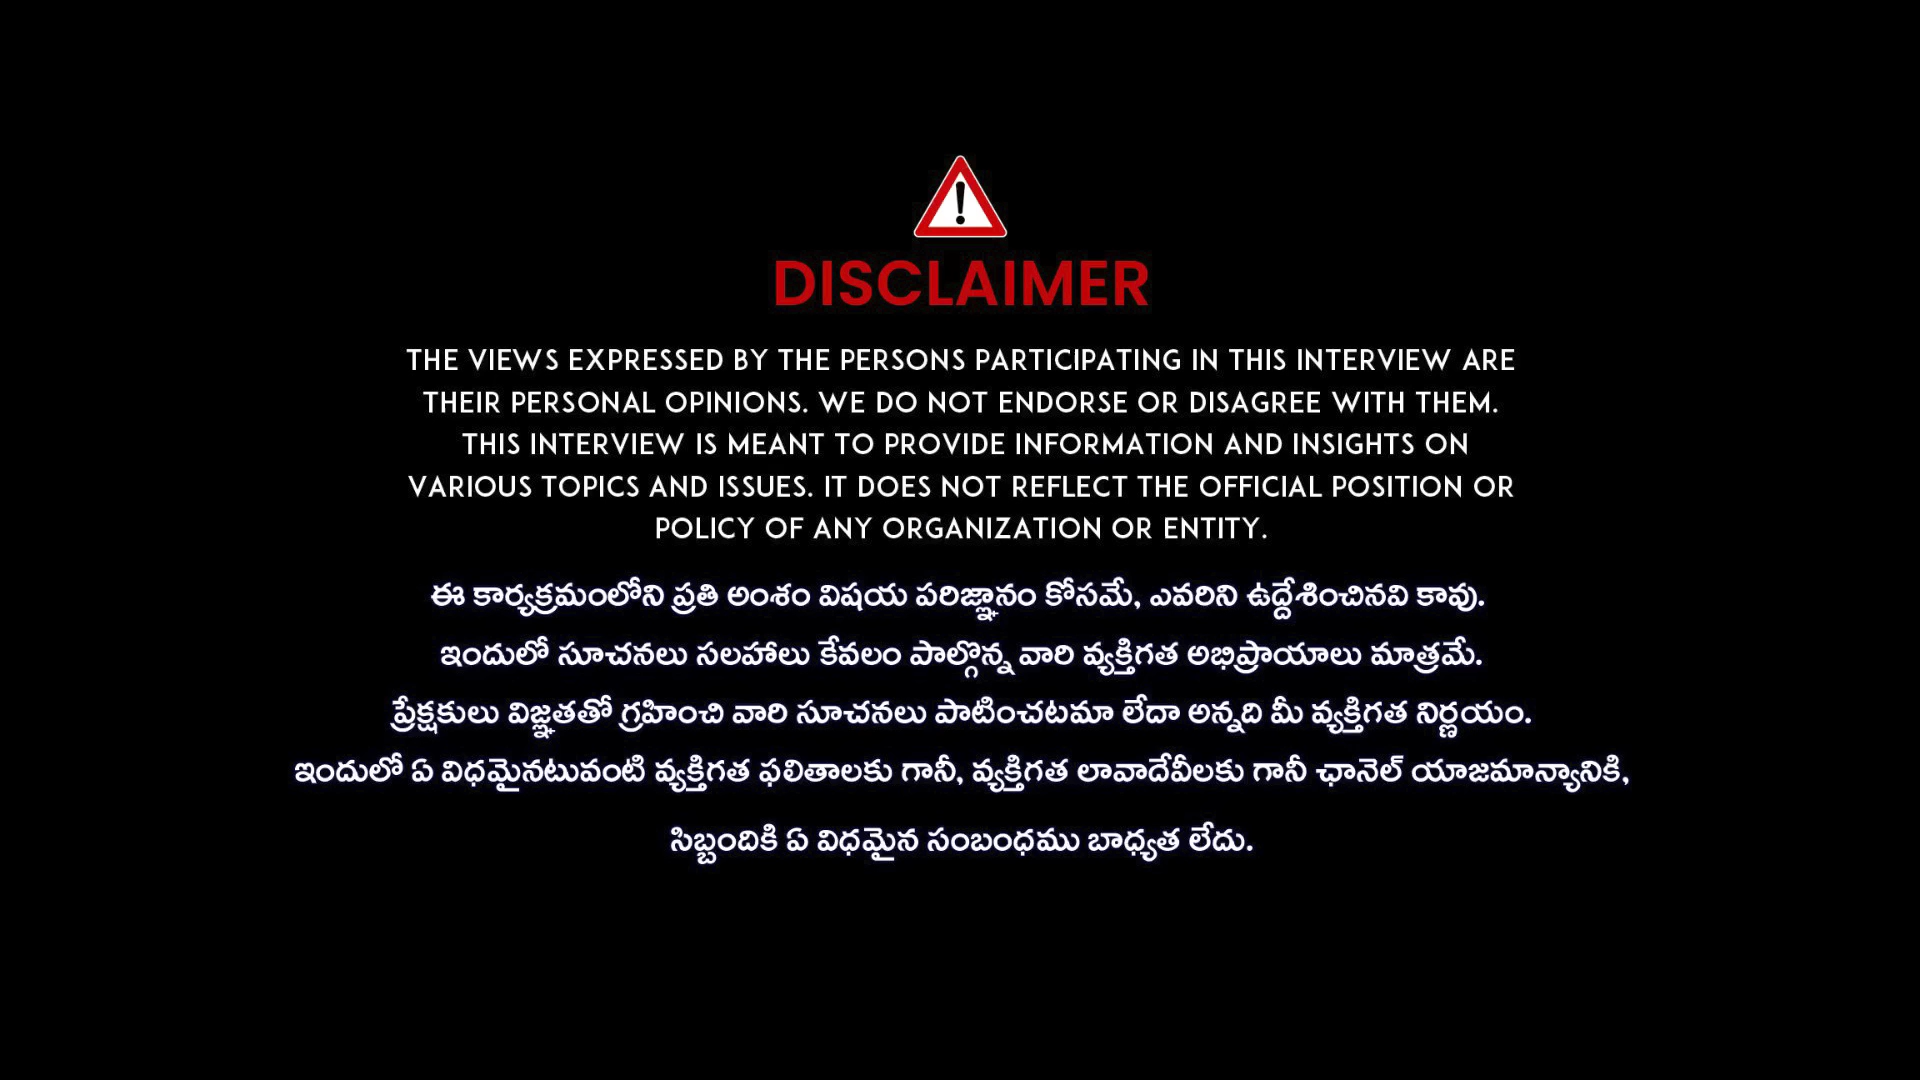 DISCLAIMER
THE VIEWS EXPRESSED BY THE PERSONS PARTICIPATING IN THIS INTERVIEW ARE
THEIR PERSONAL OPINIONS. WE DO NOT ENDORSE OR DISAGREE WITH THEM.
THIS INTERVIEW IS MEANT TO PROVIDE INFORMATION AND INSIGHTS ON
VARIOUS TOPICS AND ISSUES. IT DOES NOT REFLECT THE OFFICIAL POSITION OR
POLICY OF ANY ORGANIZATION OR ENTITY.
ఈ కార్యక్రమంలోని ప్రతి అంశం విషయ పరిజ్ఞానం కోసమే, ఎవరిని ఉద్దేశించినవి కావు.
ఇందులో సూచనలు సలహాలు కేవలం పాల్గొన్న వారి వ్యక్తిగత అభిప్రాయాలు మాత్రమే.
ప్రేక్షకులు విజ్ఞతతో గ్రహించి వారి సూచనలు పాటించటమా లేదా అన్నది మీ వ్యక్తిగత నిర్ణయం.
ఇందులో ఏ విధమైనటువంటి వ్యక్తిగత ఫలితాలకు గానీ, వ్యక్తిగత లావాదేవీలకు గానీ ఛానెల్ యాజమాన్యానికి,
సిబ్బందికి ఏ విధమైన సంబంధము బాధ్యత లేదు.